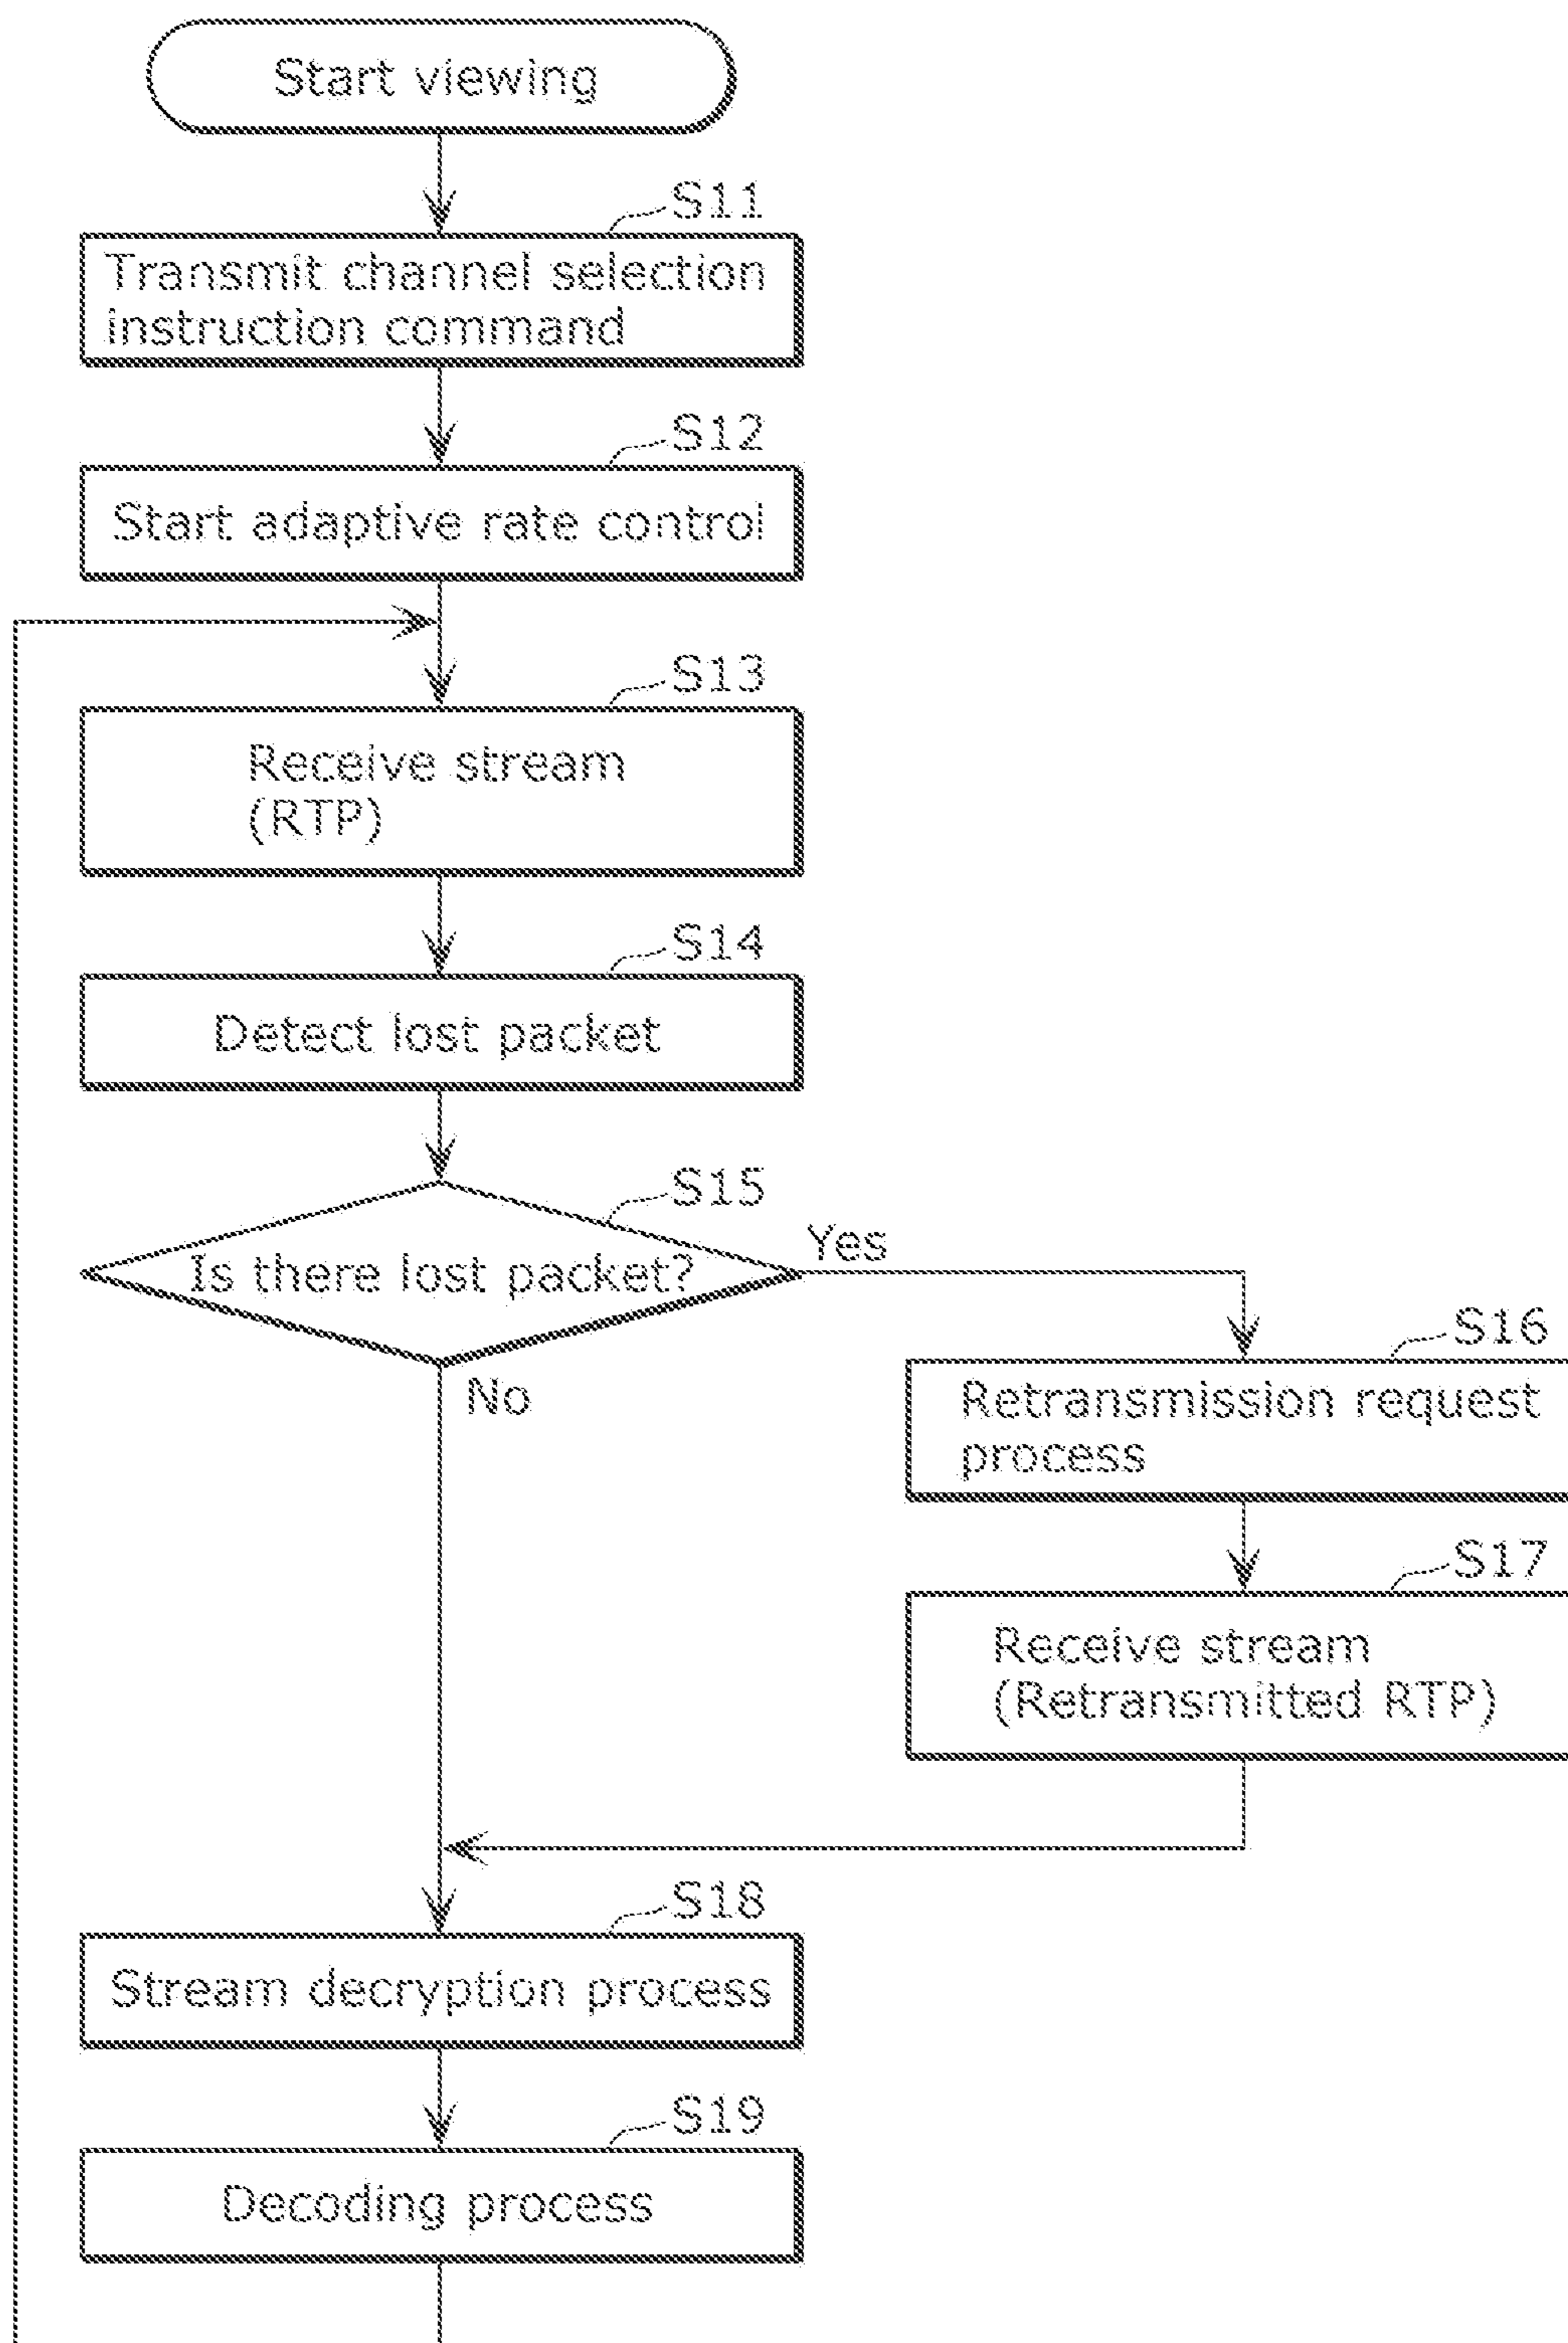 Start viewing
S11
Transmit channel selection
instruction command
S12
Start adaptive rate control
S13
Receive stream
(RTP)
S14
Detect lost packet
S15
Is there lost packet?
Yes
No
S16
Retransmission request
process
S17
Receive stream
(Retransmitted RTP)
S18
Stream decryption process
S19
Decoding process